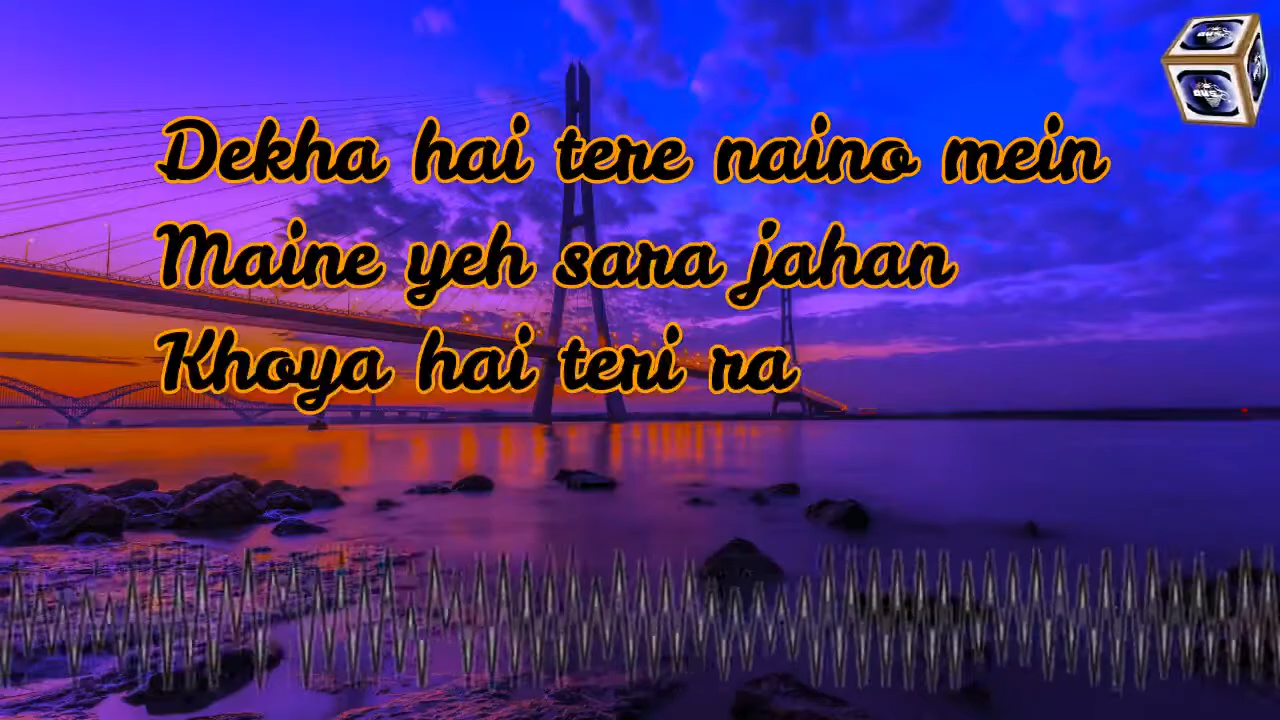 Dekha hai tere naino mein
Maine yeh sara jahan
Khoya hai teri ra